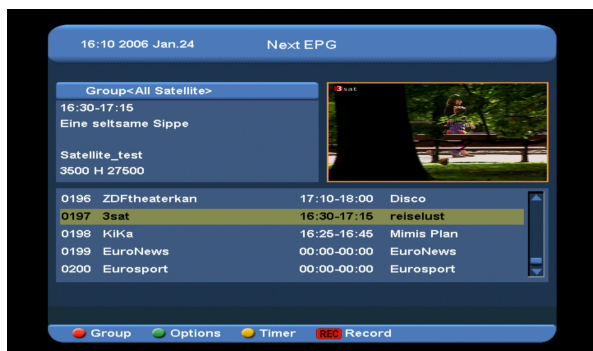 16:10 2006 Jan.24 Next EPG
Group<All Satellite>
16:30-17:15
Eine seltsame Sippe
Satellite_test
3500 H 27500
3sat
0196 ZDFtheaterkan 17:10-18:00 Disco
0197 3sat 16:30-17:15 reiselust
0198 KiKa 16:25-16:45 Mimis Plan
0199 EuroNews 00:00-00:00 EuroNews
0200 Eurosport 00:00-00:00 Eurosport
Group Options Timer REC Record